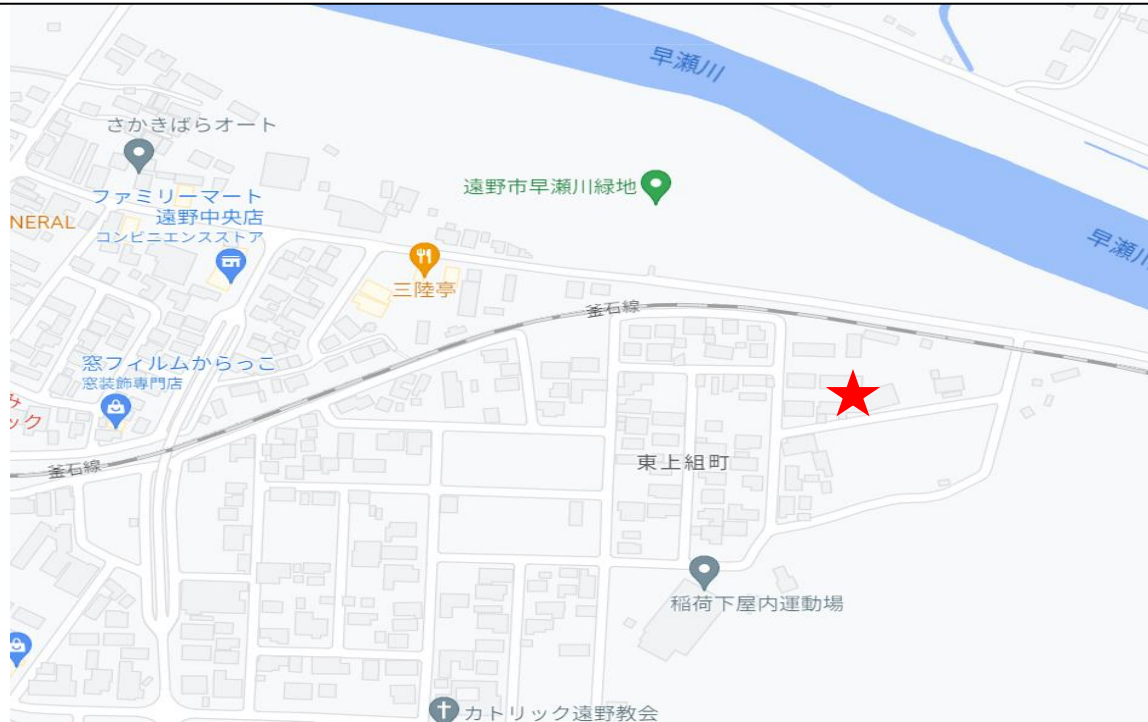 早瀬川
さかきばらオート
遠野市早瀬川緑地
ファミリーマート
遠野中央店
コンビニエンスストア
NERAL
早瀬川
三陸亭
釜石線
窓フィルムからっこ
窓装飾専門店
み
ック
釜石線
東上組町
稲荷下屋内運動場
カトリック遠野教会